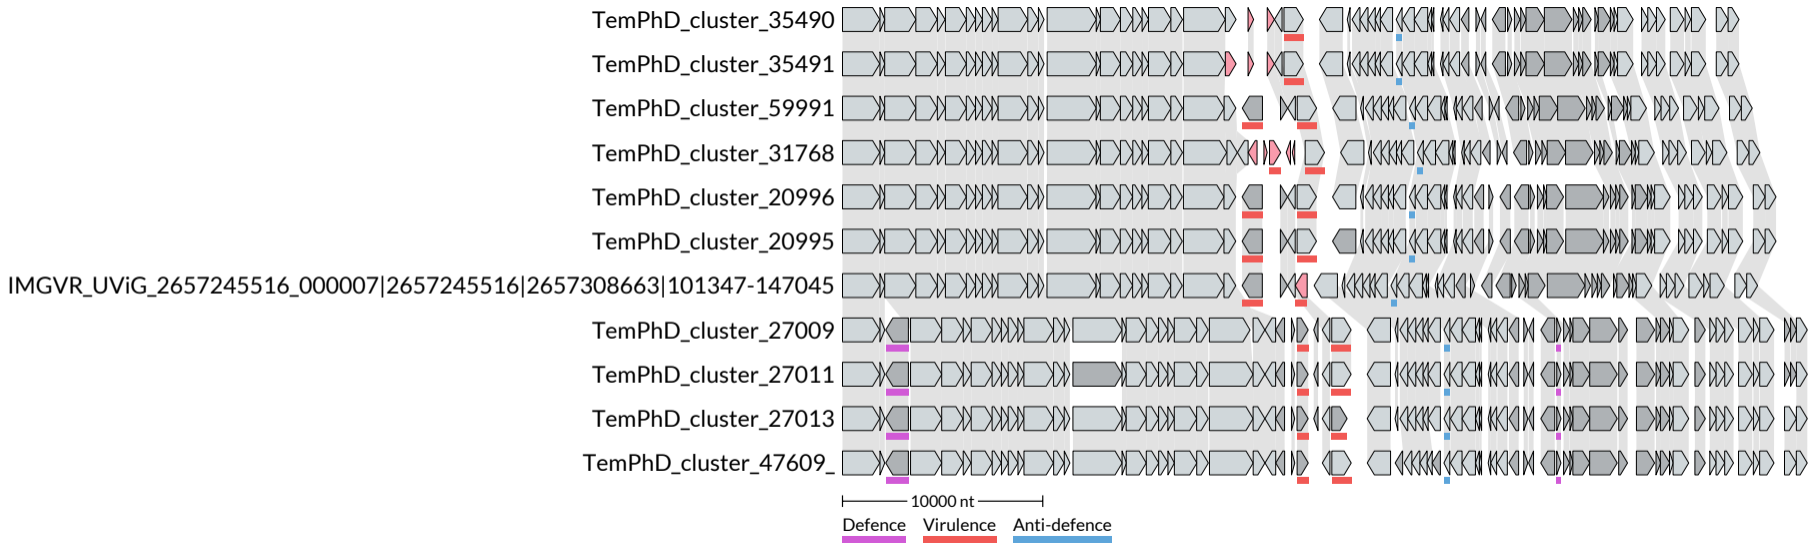 TemPhD_cluster_35490
TemPhD_cluster_35491
TemPhD_cluster_59991
TemPhD_cluster_31768
TemPhD_cluster_20996
TemPhD_cluster_20995
IMGVR_UViG_2657245516_000007|2657245516|2657308663|101347-147045
TemPhD_cluster_27009
TemPhD_cluster_27011
TemPhD_cluster_27013
TemPhD_cluster_47609_
10000 nt
Defence Virulence Anti-defence